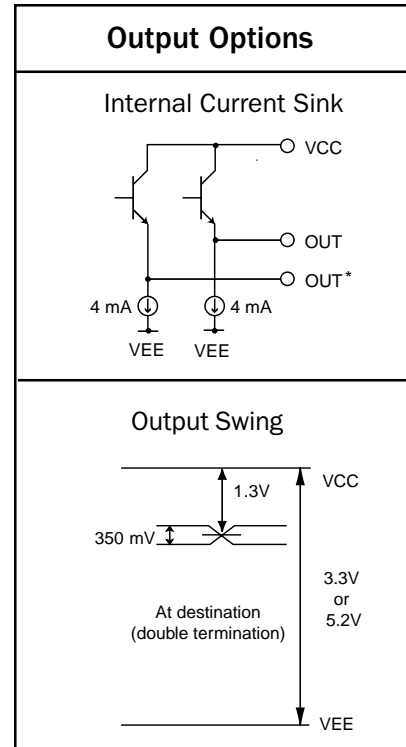 Output Options
Internal Current Sink
VCC
OUT
OUT*
4 mA
4 mA
VEE
VEE
Output Swing
VCC
1.3V
350 mV
3.3V
or
5.2V
At destination
(double termination)
VEE